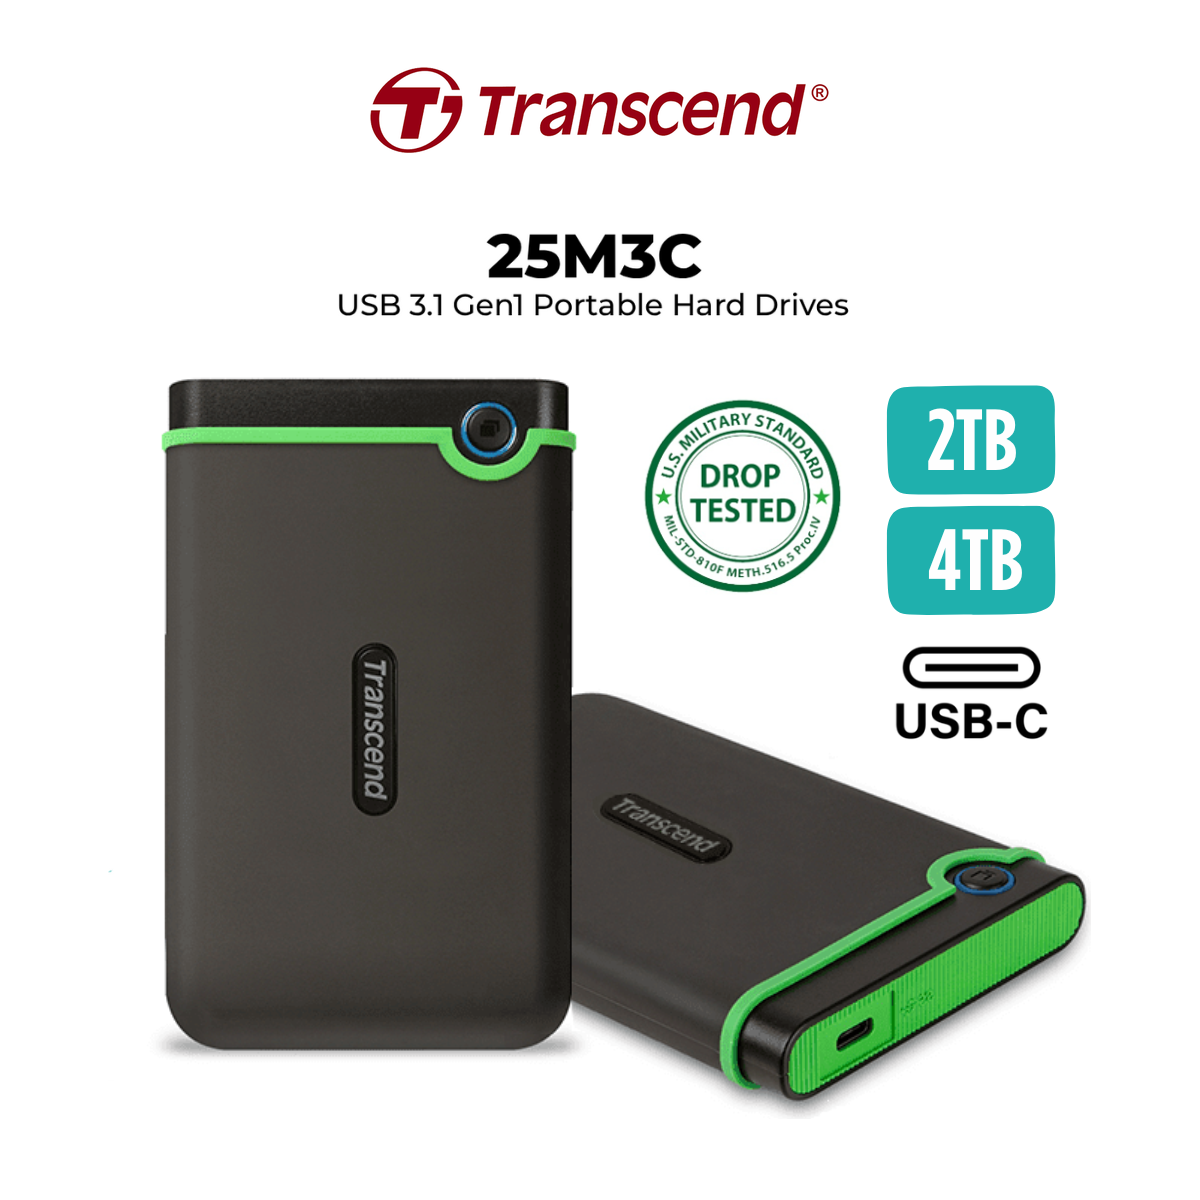 Transcend®
25M3C
USB 3.1 Gen1 Portable Hard Drives
U.S. MILITARY STANDARD
DROP
TESTED
MIL-STD-810F METH.516.5 Proc.IV
2TB
4TB
USB-C
Transcend
Transcend